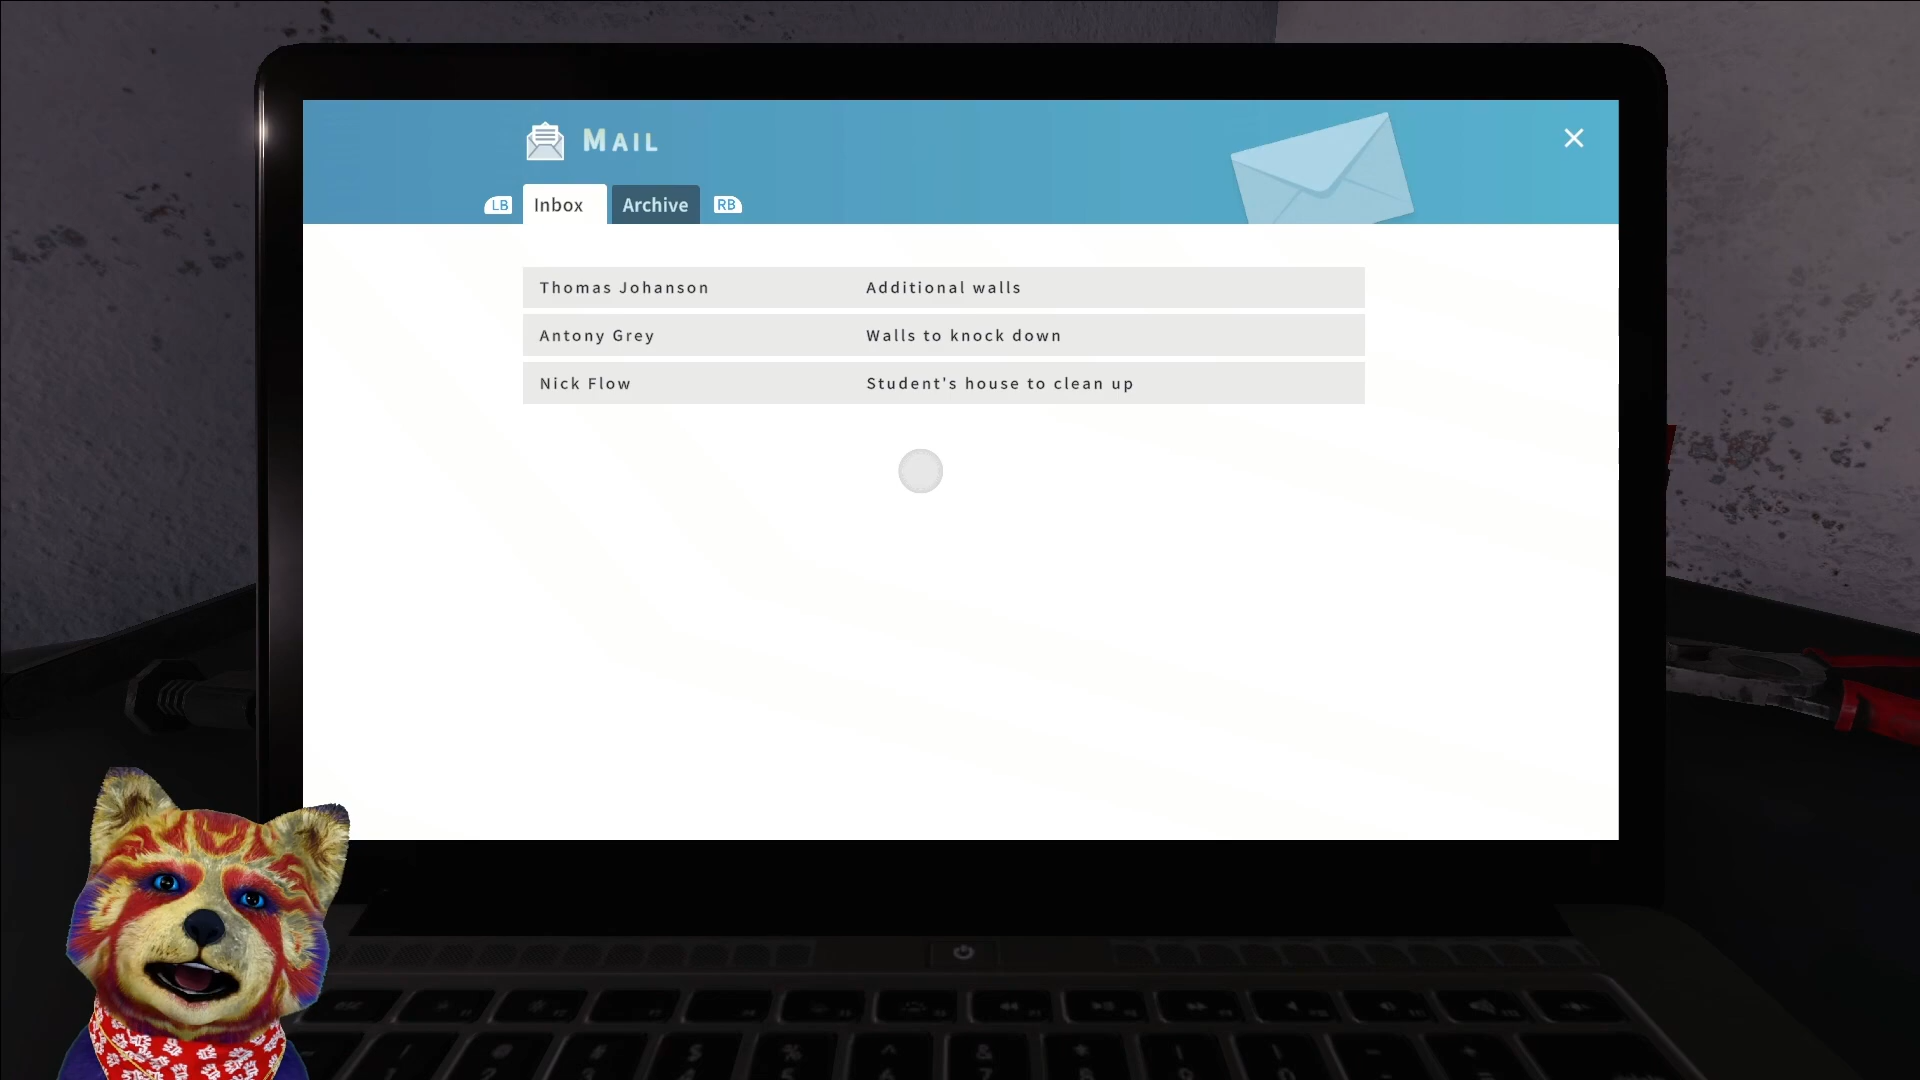 Mail
LB Inbox Archive RB
Thomas Johanson Additional walls
Antony Grey Walls to knock down
Nick Flow Student's house to clean up